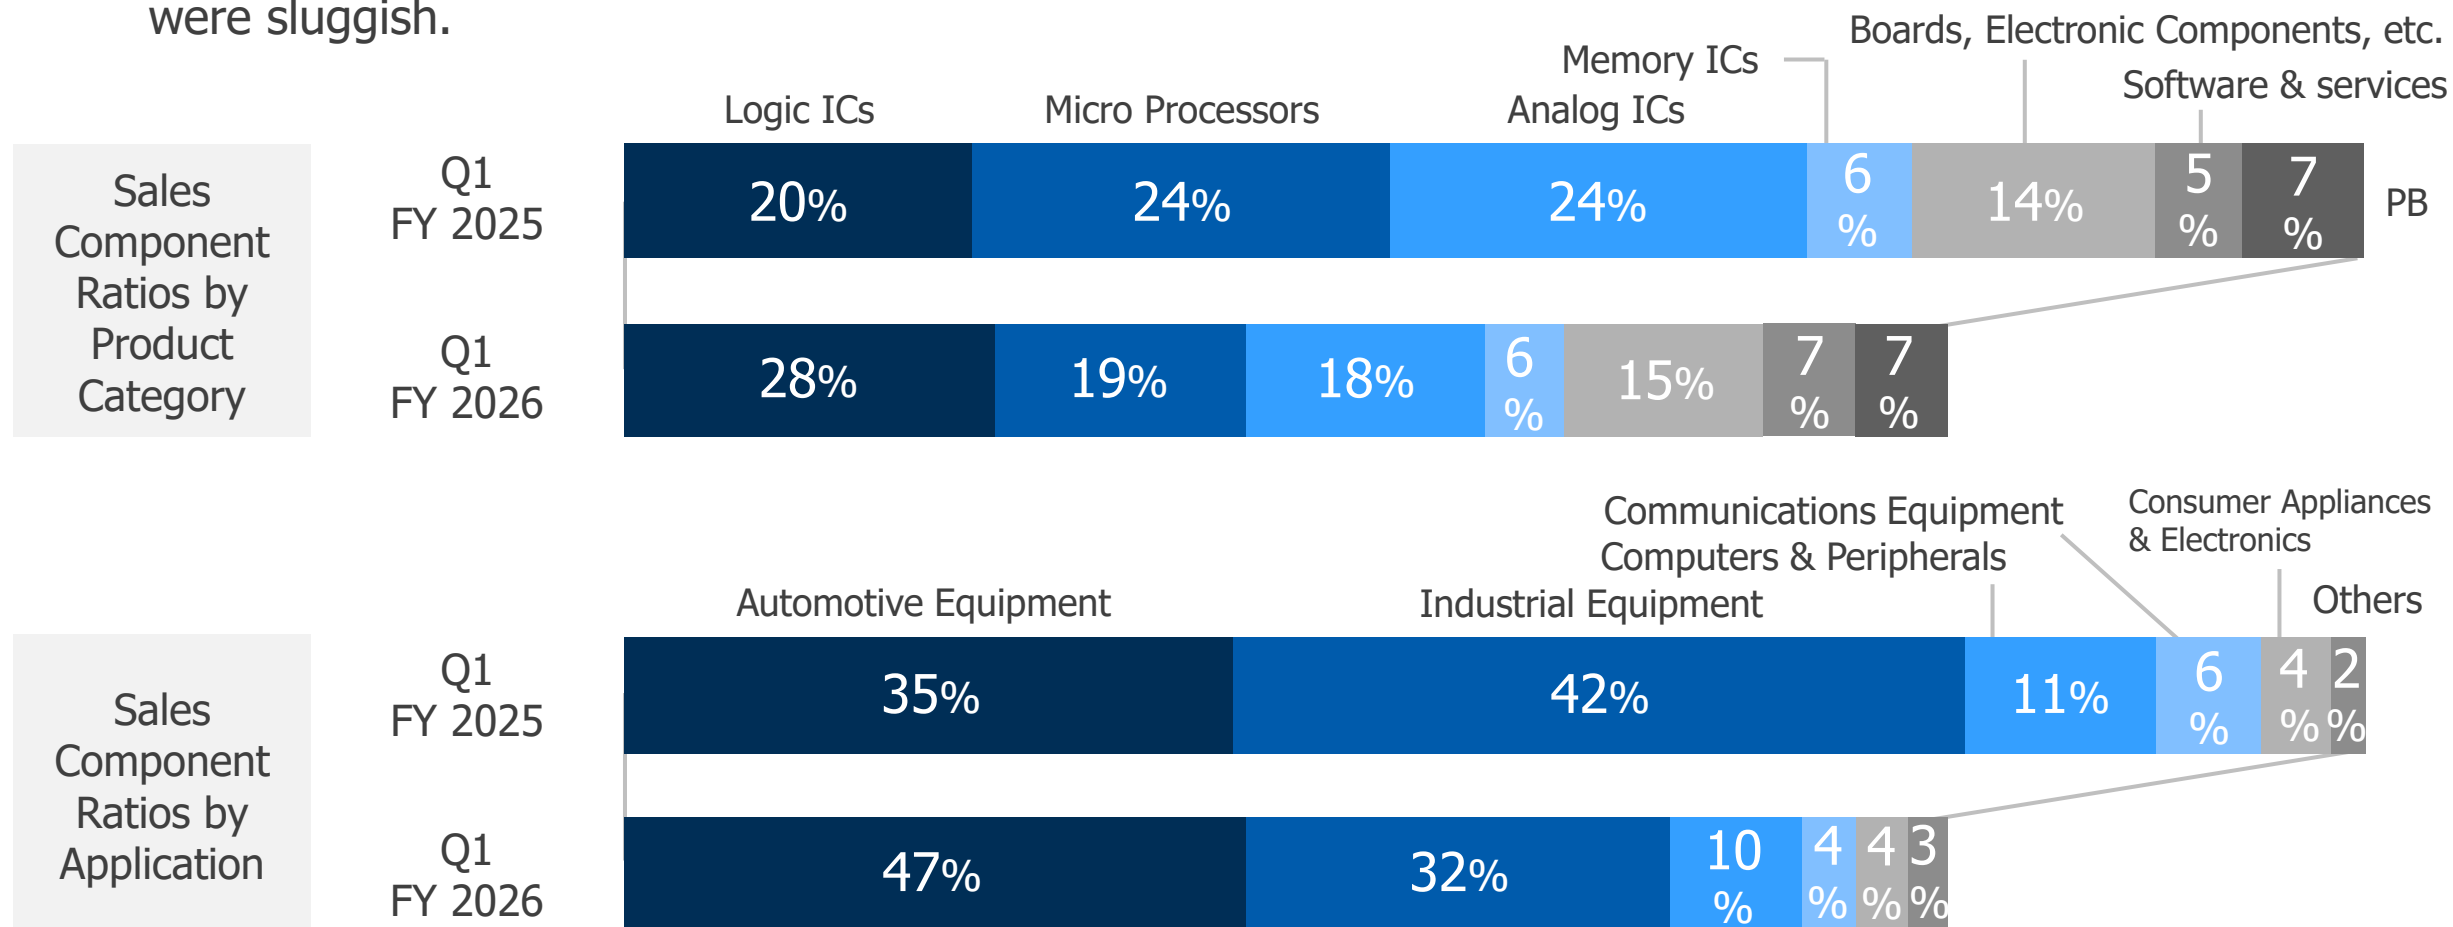 were sluggish.
Boards, Electronic Components, etc.
Memory ICs
Software & services
Logic ICs
Micro Processors
Analog ICs
Sales
Component
Ratios by
Product
Category
Q1
FY 2025
20%
24%
24%
6
%
14%
5
%
7
%
PB
Q1
FY 2026
28%
19%
18%
6
%
15%
7
%
7
%
Communications Equipment
Computers & Peripherals
Consumer Appliances
& Electronics
Automotive Equipment
Industrial Equipment
Others
Sales
Component
Ratios by
Application
Q1
FY 2025
35%
42%
11%
6
%
4
%
2
%
Q1
FY 2026
47%
32%
10
%
4
%
4
%
3
%